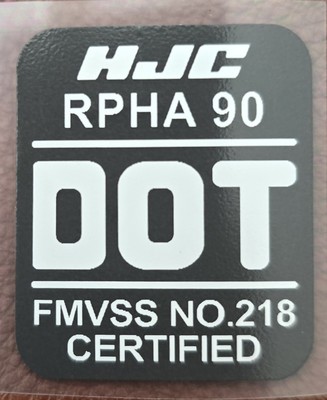 HJC
RPHA 90
DOT
FMVSS NO.218
CERTIFIED